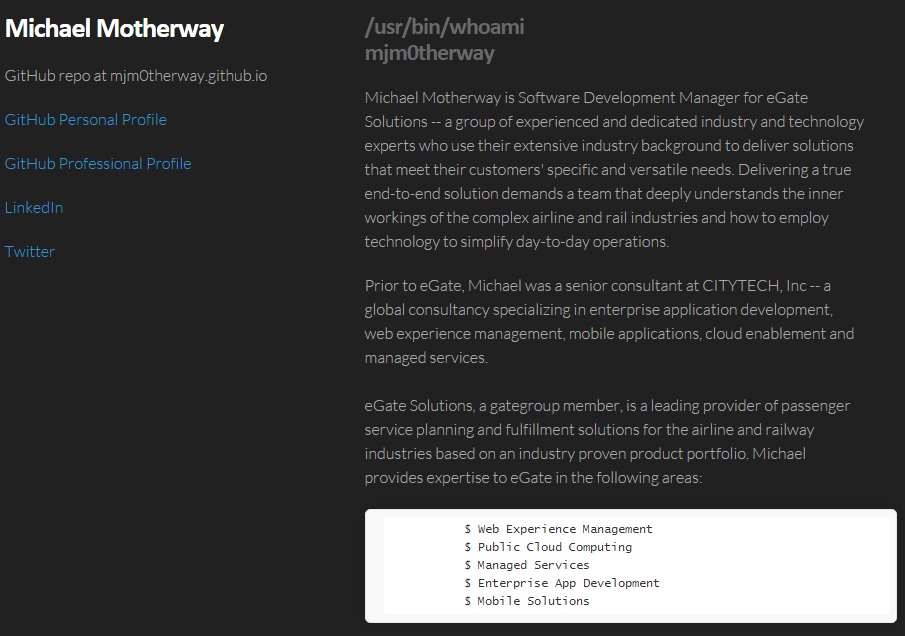 Michael Motherway
GitHub repo at mjm0therway.github.io
GitHub Personal Profile
GitHub Professional Profile
LinkedIn
Twitter
/usr/bin/whoami
mjm0therway
Michael Motherway is Software Development Manager for eGate
Solutions -- a group of experienced and dedicated industry and technology
experts who use their extensive industry background to deliver solutions
that meet their customers' specific and versatile needs. Delivering a true
end-to-end solution demands a team that deeply understands the inner
workings of the complex airline and rail industries and how to employ
technology to simplify day-to-day operations.
Prior to eGate, Michael was a senior consultant at CITYTECH, Inc -- a
global consultancy specializing in enterprise application development,
web experience management, mobile applications, cloud enablement and
managed services.
eGate Solutions, a gategroup member, is a leading provider of passenger
service planning and fulfillment solutions for the airline and railway
industries based on an industry proven product portfolio. Michael
provides expertise to eGate in the following areas:
$ Web Experience Management
$ Public Cloud Computing
$ Managed Services
$ Enterprise App Development
$ Mobile Solutions